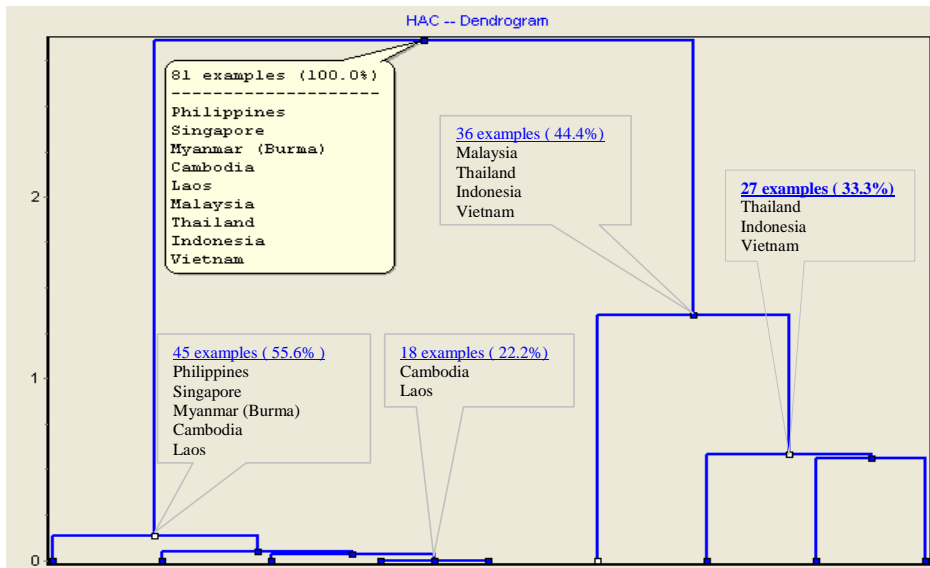 HAC -- Dendrogram
81 examples (100.0%)
---------------------
Philippines
Singapore
Myanmar (Burma)
Cambodia
Laos
Malaysia
Thailand
Indonesia
Vietnam
36 examples ( 44.4%)
Malaysia
Thailand
Indonesia
Vietnam
27 examples ( 33.3%)
Thailand
Indonesia
Vietnam
45 examples ( 55.6% )
Philippines
Singapore
Myanmar (Burma)
Cambodia
Laos
18 examples ( 22.2%)
Cambodia
Laos
2
1
0